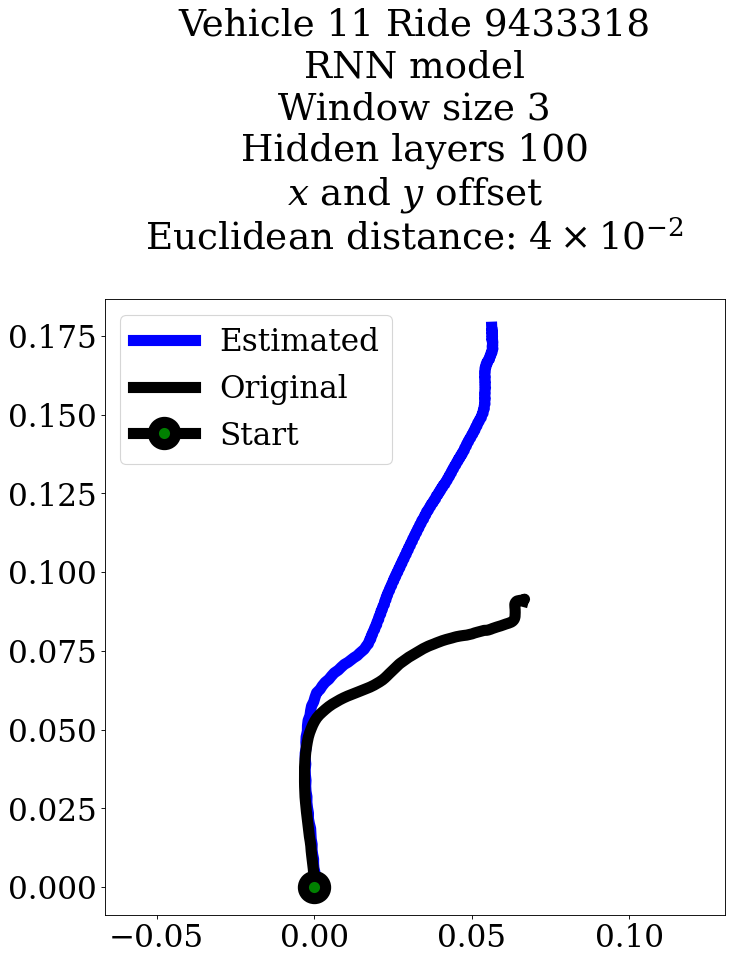 Vehicle 11 Ride 9433318
RNN model
Window size 3
Hidden layers 100
x and y offset
Euclidean distance: 4 × 10⁻²
Estimated
Original
Start
0.175
0.150
0.125
0.100
0.075
0.050
0.025
0.000
−0.05 0.00 0.05 0.10